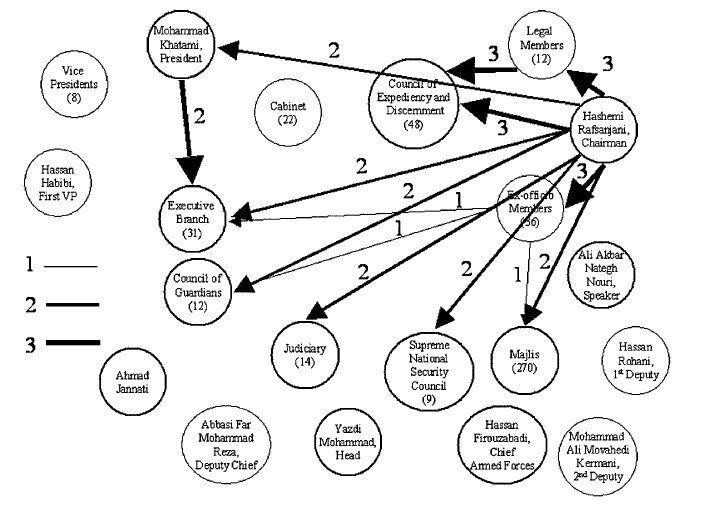 Mohammad
Khatami,
President
2
Legal
Members
(12)
3
3
Vice
Presidents
(8)
Cabinet
(22)
Council of
Expediency and
Discernment
(48)
3
Hashemi
Rafsanjani,
Chairman
2
Hassan
Habibi,
First VP
2
2
3
Executive
Branch
(31)
1
1
Ex-officio
Members
(36)
Ali Akbar
Nategh
Nouri,
Speaker
1
2
3
Council of
Guardians
(12)
2
2
1
2
Judiciary
(14)
Supreme
National
Security
Council
(9)
Majlis
(270)
Hassan
Rohani,
1st Deputy
Ahmad
Jannati
Abbasi Far
Mohammad
Reza,
Deputy Chief
Yazdi
Mohammad,
Head
Hassan
Firouzabadi,
Chief
Armed Forces
Mohammad
Ali Movahedi
Kermani,
2nd Deputy